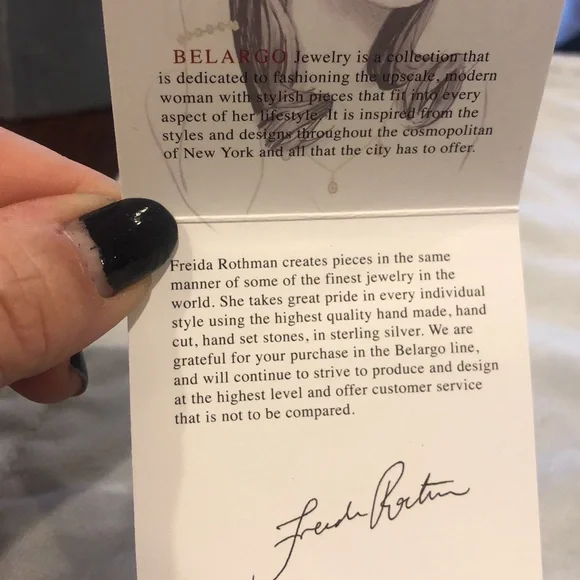 BELARGO Jewelry is a collection that
is dedicated to fashioning the upscale, modern
woman with stylish pieces that fit into every
aspect of her lifestyle. It is inspired from the
styles and designs throughout the cosmopolitan
of New York and all that the city has to offer.
Freida Rothman creates pieces in the same
manner of some of the finest jewelry in the
world. She takes great pride in every individual
style using the highest quality hand made, hand
cut, hand set stones, in sterling silver. We are
grateful for your purchase in the Belargo line,
and will continue to strive to produce and design
at the highest level and offer customer service
that is not to be compared.